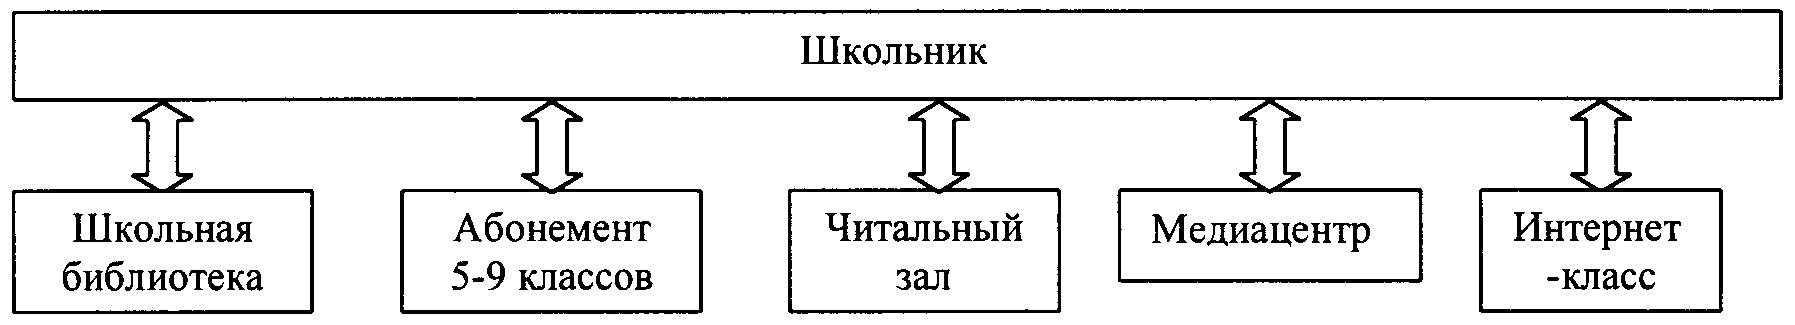 Школьник
Школьная
библиотека
Абонемент
5-9 классов
Читальный
зал
Медиацентр
Интернет
-класс